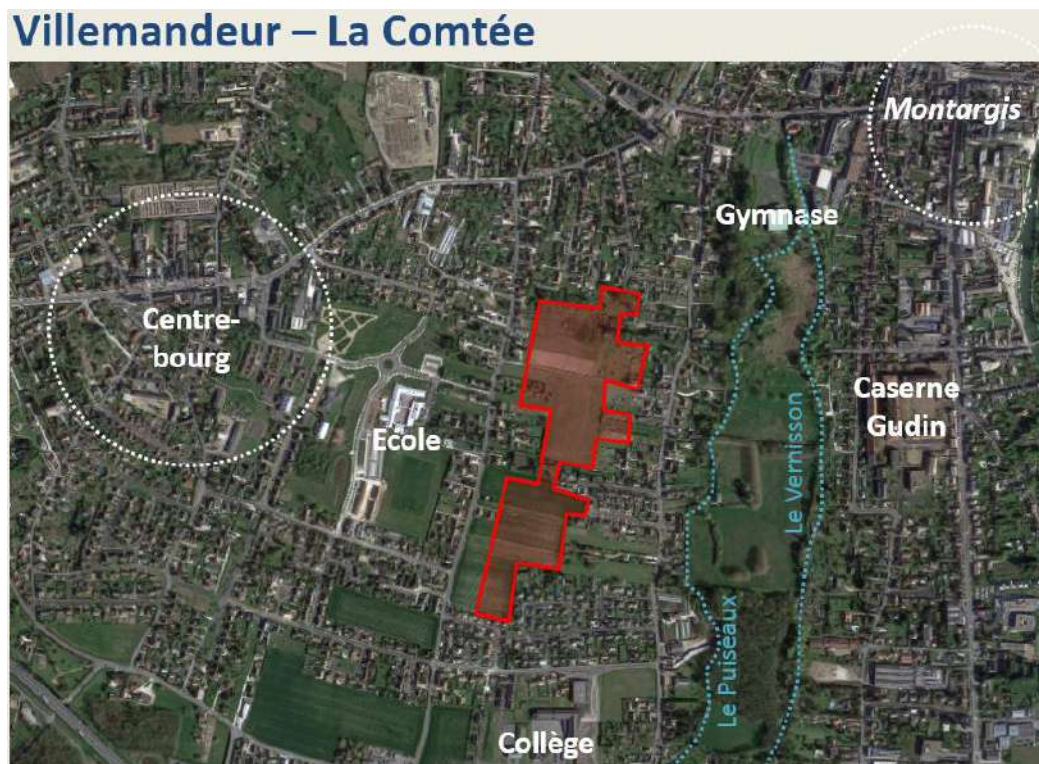 Villemandeur – La Comtée
Montargis
Gymnase
Centre-
bourg
Caserne
Gudin
Ecole
Le Vernisson
Le Puiseaux
Collège